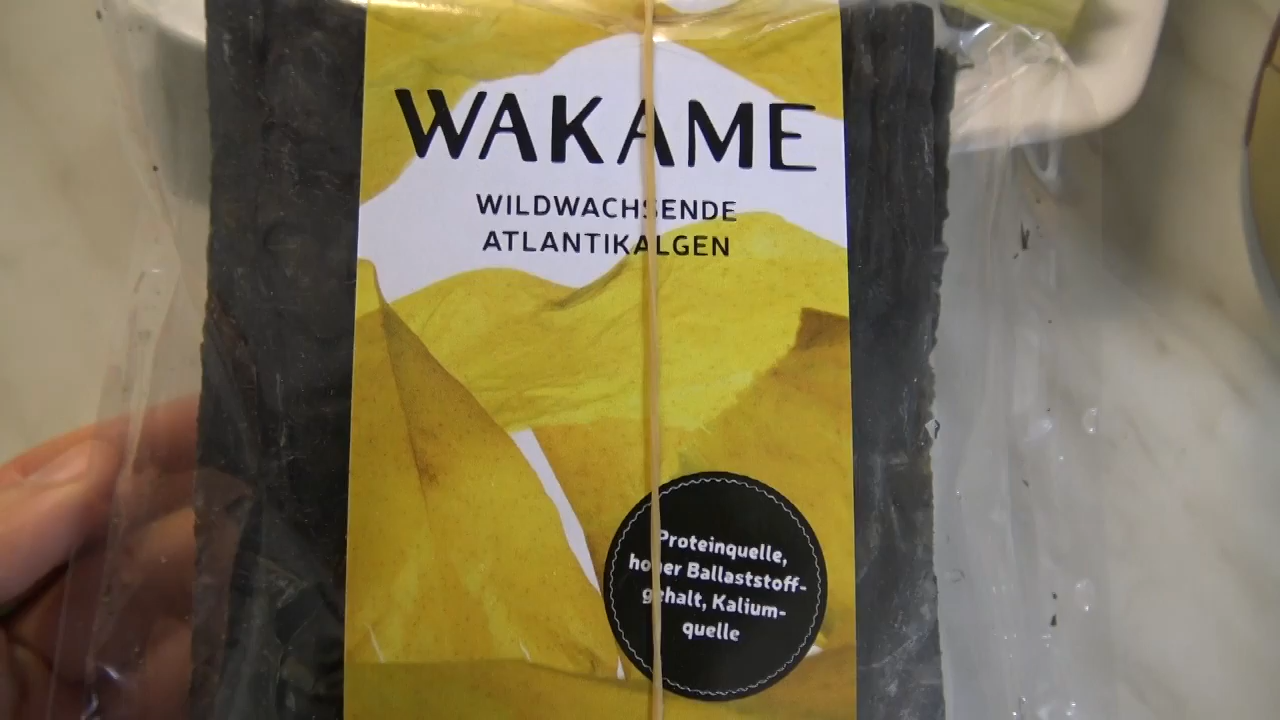 WAKAME
WILDWACHSENDE
ATLANTIKALGEN
Proteinquelle,
hoher Ballaststoff-
gehalt, Kalium-
quelle